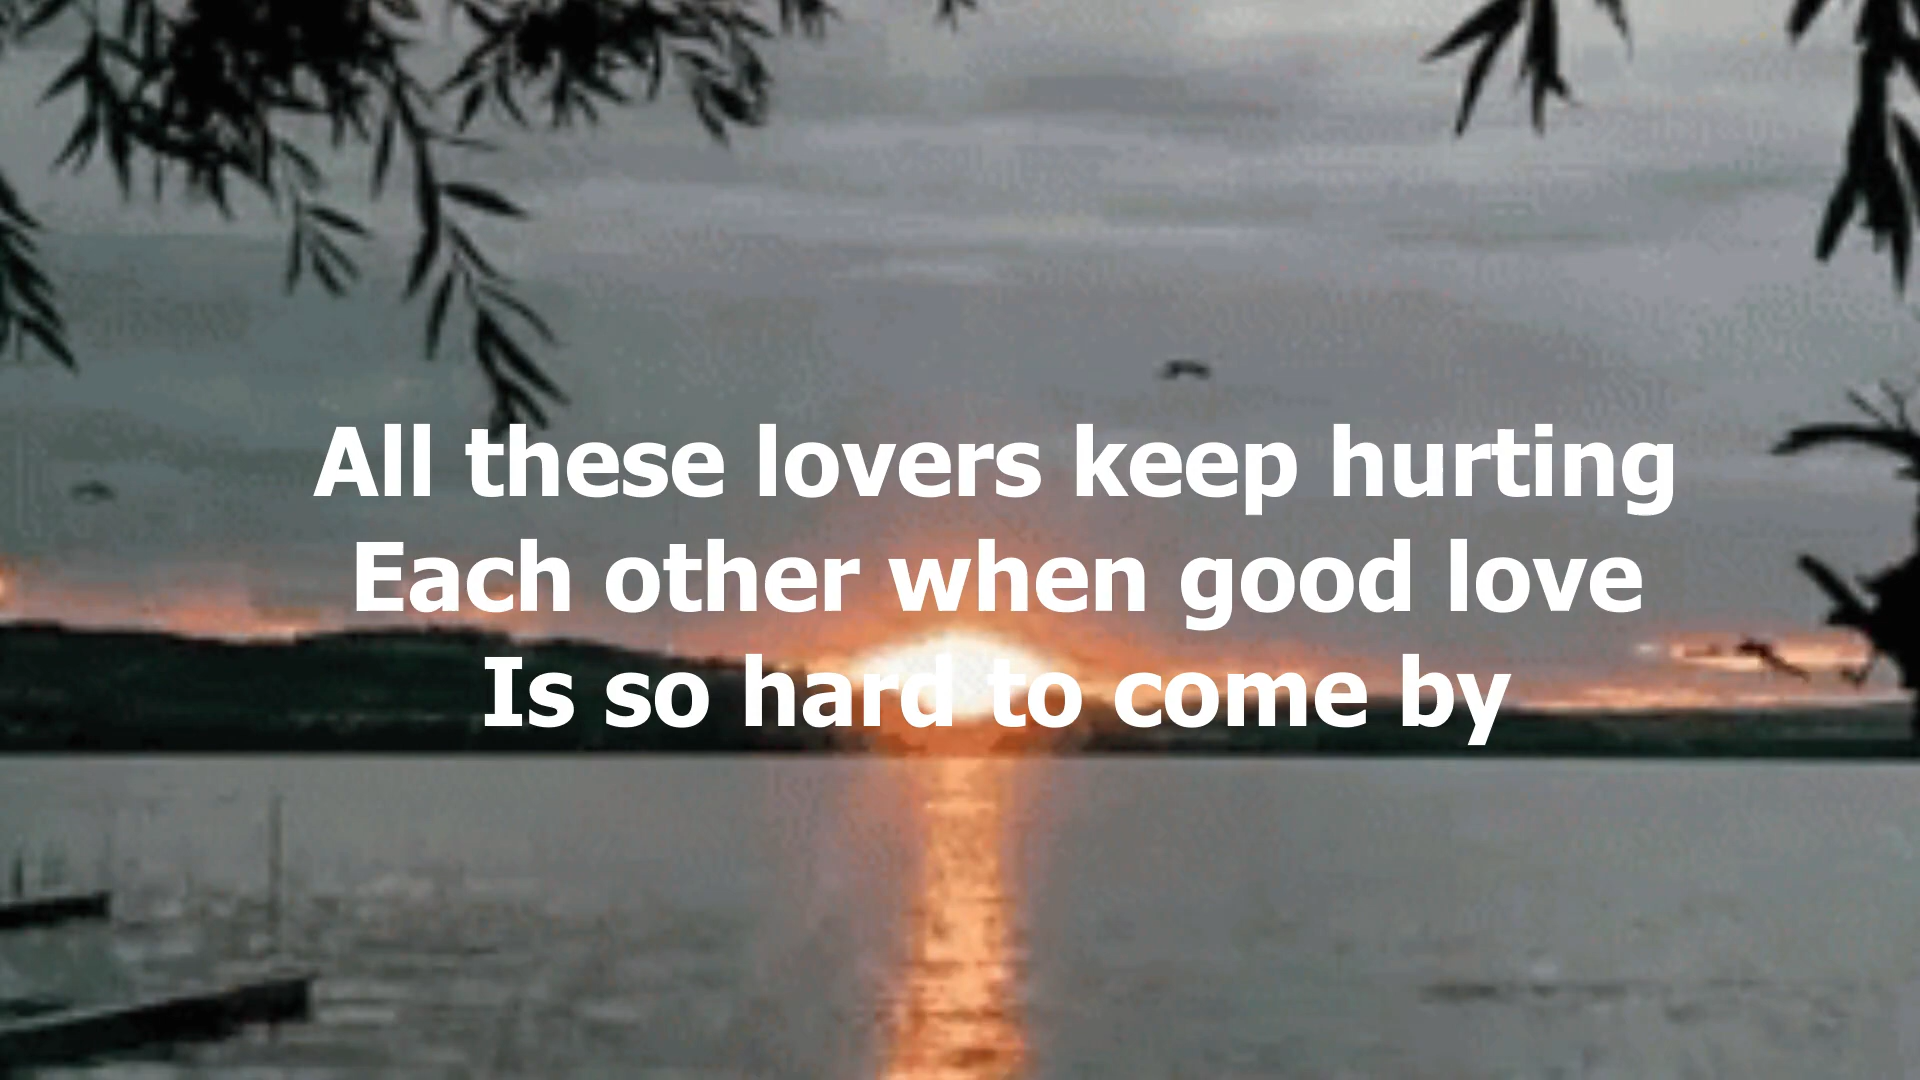 All these lovers keep hurting
Each other when good love
Is so hard to come by